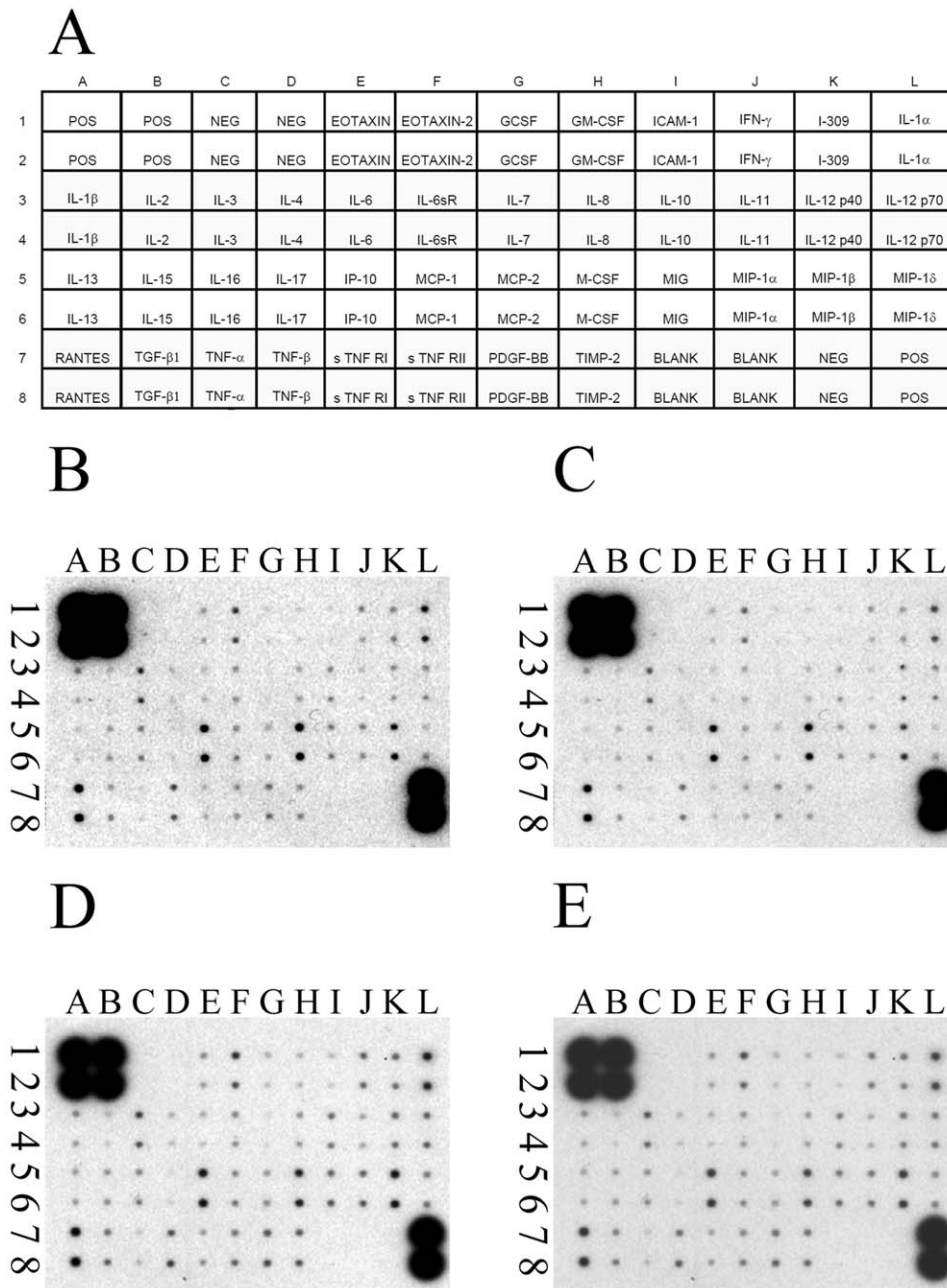 A
A B C D E F G H I J K L
1 POS POS NEG NEG EOTAXIN EOTAXIN-2 GCSF GM-CSF ICAM-1 IFN-γ I-309 IL-1α
2 POS POS NEG NEG EOTAXIN EOTAXIN-2 GCSF GM-CSF ICAM-1 IFN-γ I-309 IL-1α
3 IL-1β IL-2 IL-3 IL-4 IL-6 IL-6sR IL-7 IL-8 IL-10 IL-11 IL-12 p40 IL-12 p70
4 IL-1β IL-2 IL-3 IL-4 IL-6 IL-6sR IL-7 IL-8 IL-10 IL-11 IL-12 p40 IL-12 p70
5 IL-13 IL-15 IL-16 IL-17 IP-10 MCP-1 MCP-2 M-CSF MIG MIP-1α MIP-1β MIP-1δ
6 IL-13 IL-15 IL-16 IL-17 IP-10 MCP-1 MCP-2 M-CSF MIG MIP-1α MIP-1β MIP-1δ
7 RANTES TGF-β1 TNF-α TNF-β s TNF RI s TNF RII PDGF-BB TIMP-2 BLANK BLANK NEG POS
8 RANTES TGF-β1 TNF-α TNF-β s TNF RI s TNF RII PDGF-BB TIMP-2 BLANK BLANK NEG POS
B
A B C D E F G H I J K L
1
2
3
4
5
6
7
8
C
A B C D E F G H I J K L
1
2
3
4
5
6
7
8
D
A B C D E F G H I J K L
1
2
3
4
5
6
7
8
E
A B C D E F G H I J K L
1
2
3
4
5
6
7
8